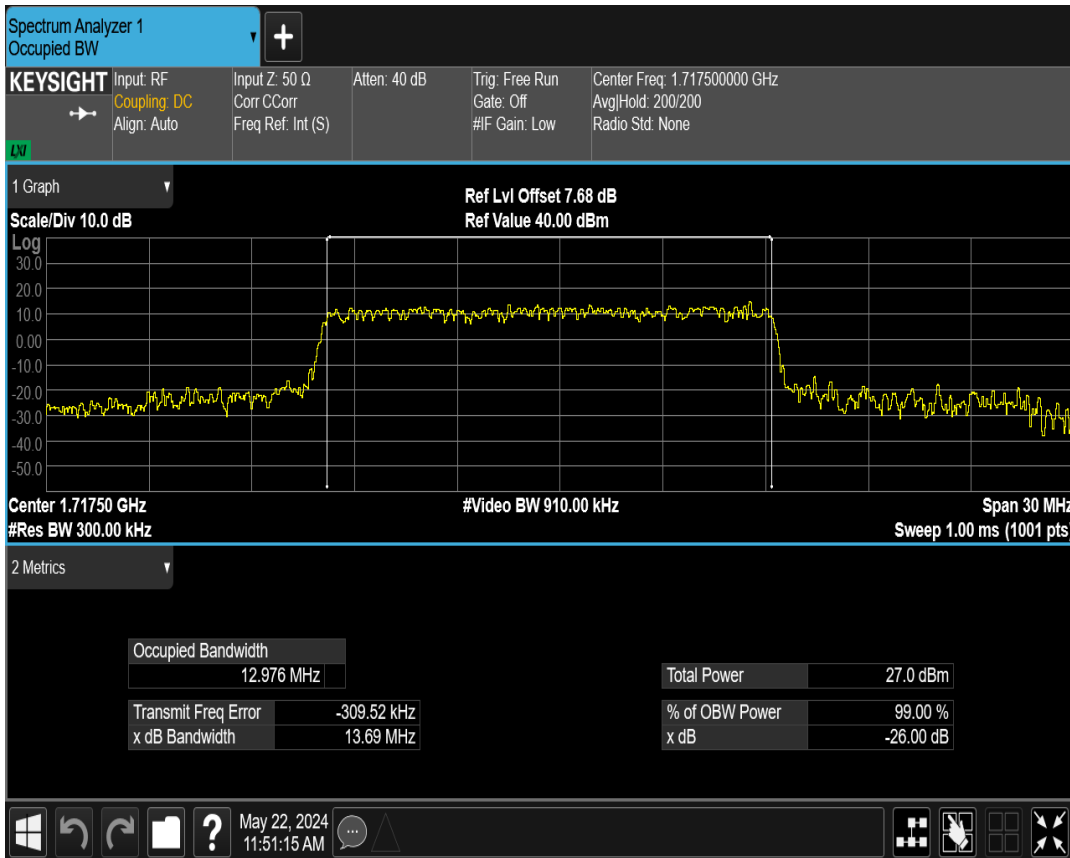 Spectrum Analyzer 1
Occupied BW
+
KEYSIGHT
LXI
Input: RF
Coupling: DC
Align: Auto
Input Z: 50 Ω
Corr CCorr
Freq Ref: Int (S)
Atten: 40 dB
Trig: Free Run
Gate: Off
#IF Gain: Low
Center Freq: 1.717500000 GHz
Avg|Hold: 200/200
Radio Std: None
1 Graph
Scale/Div 10.0 dB
Ref Lvl Offset 7.68 dB
Ref Value 40.00 dBm
Log
30.0
20.0
10.0
0.00
-10.0
-20.0
-30.0
-40.0
-50.0
Center 1.71750 GHz
#Res BW 300.00 kHz
#Video BW 910.00 kHz
Span 30 MHz
Sweep 1.00 ms (1001 pts)
2 Metrics
Occupied Bandwidth
12.976 MHz
Transmit Freq Error -309.52 kHz
x dB Bandwidth 13.69 MHz
Total Power 27.0 dBm
% of OBW Power 99.00 %
x dB -26.00 dB
?
May 22, 2024
11:51:15 AM